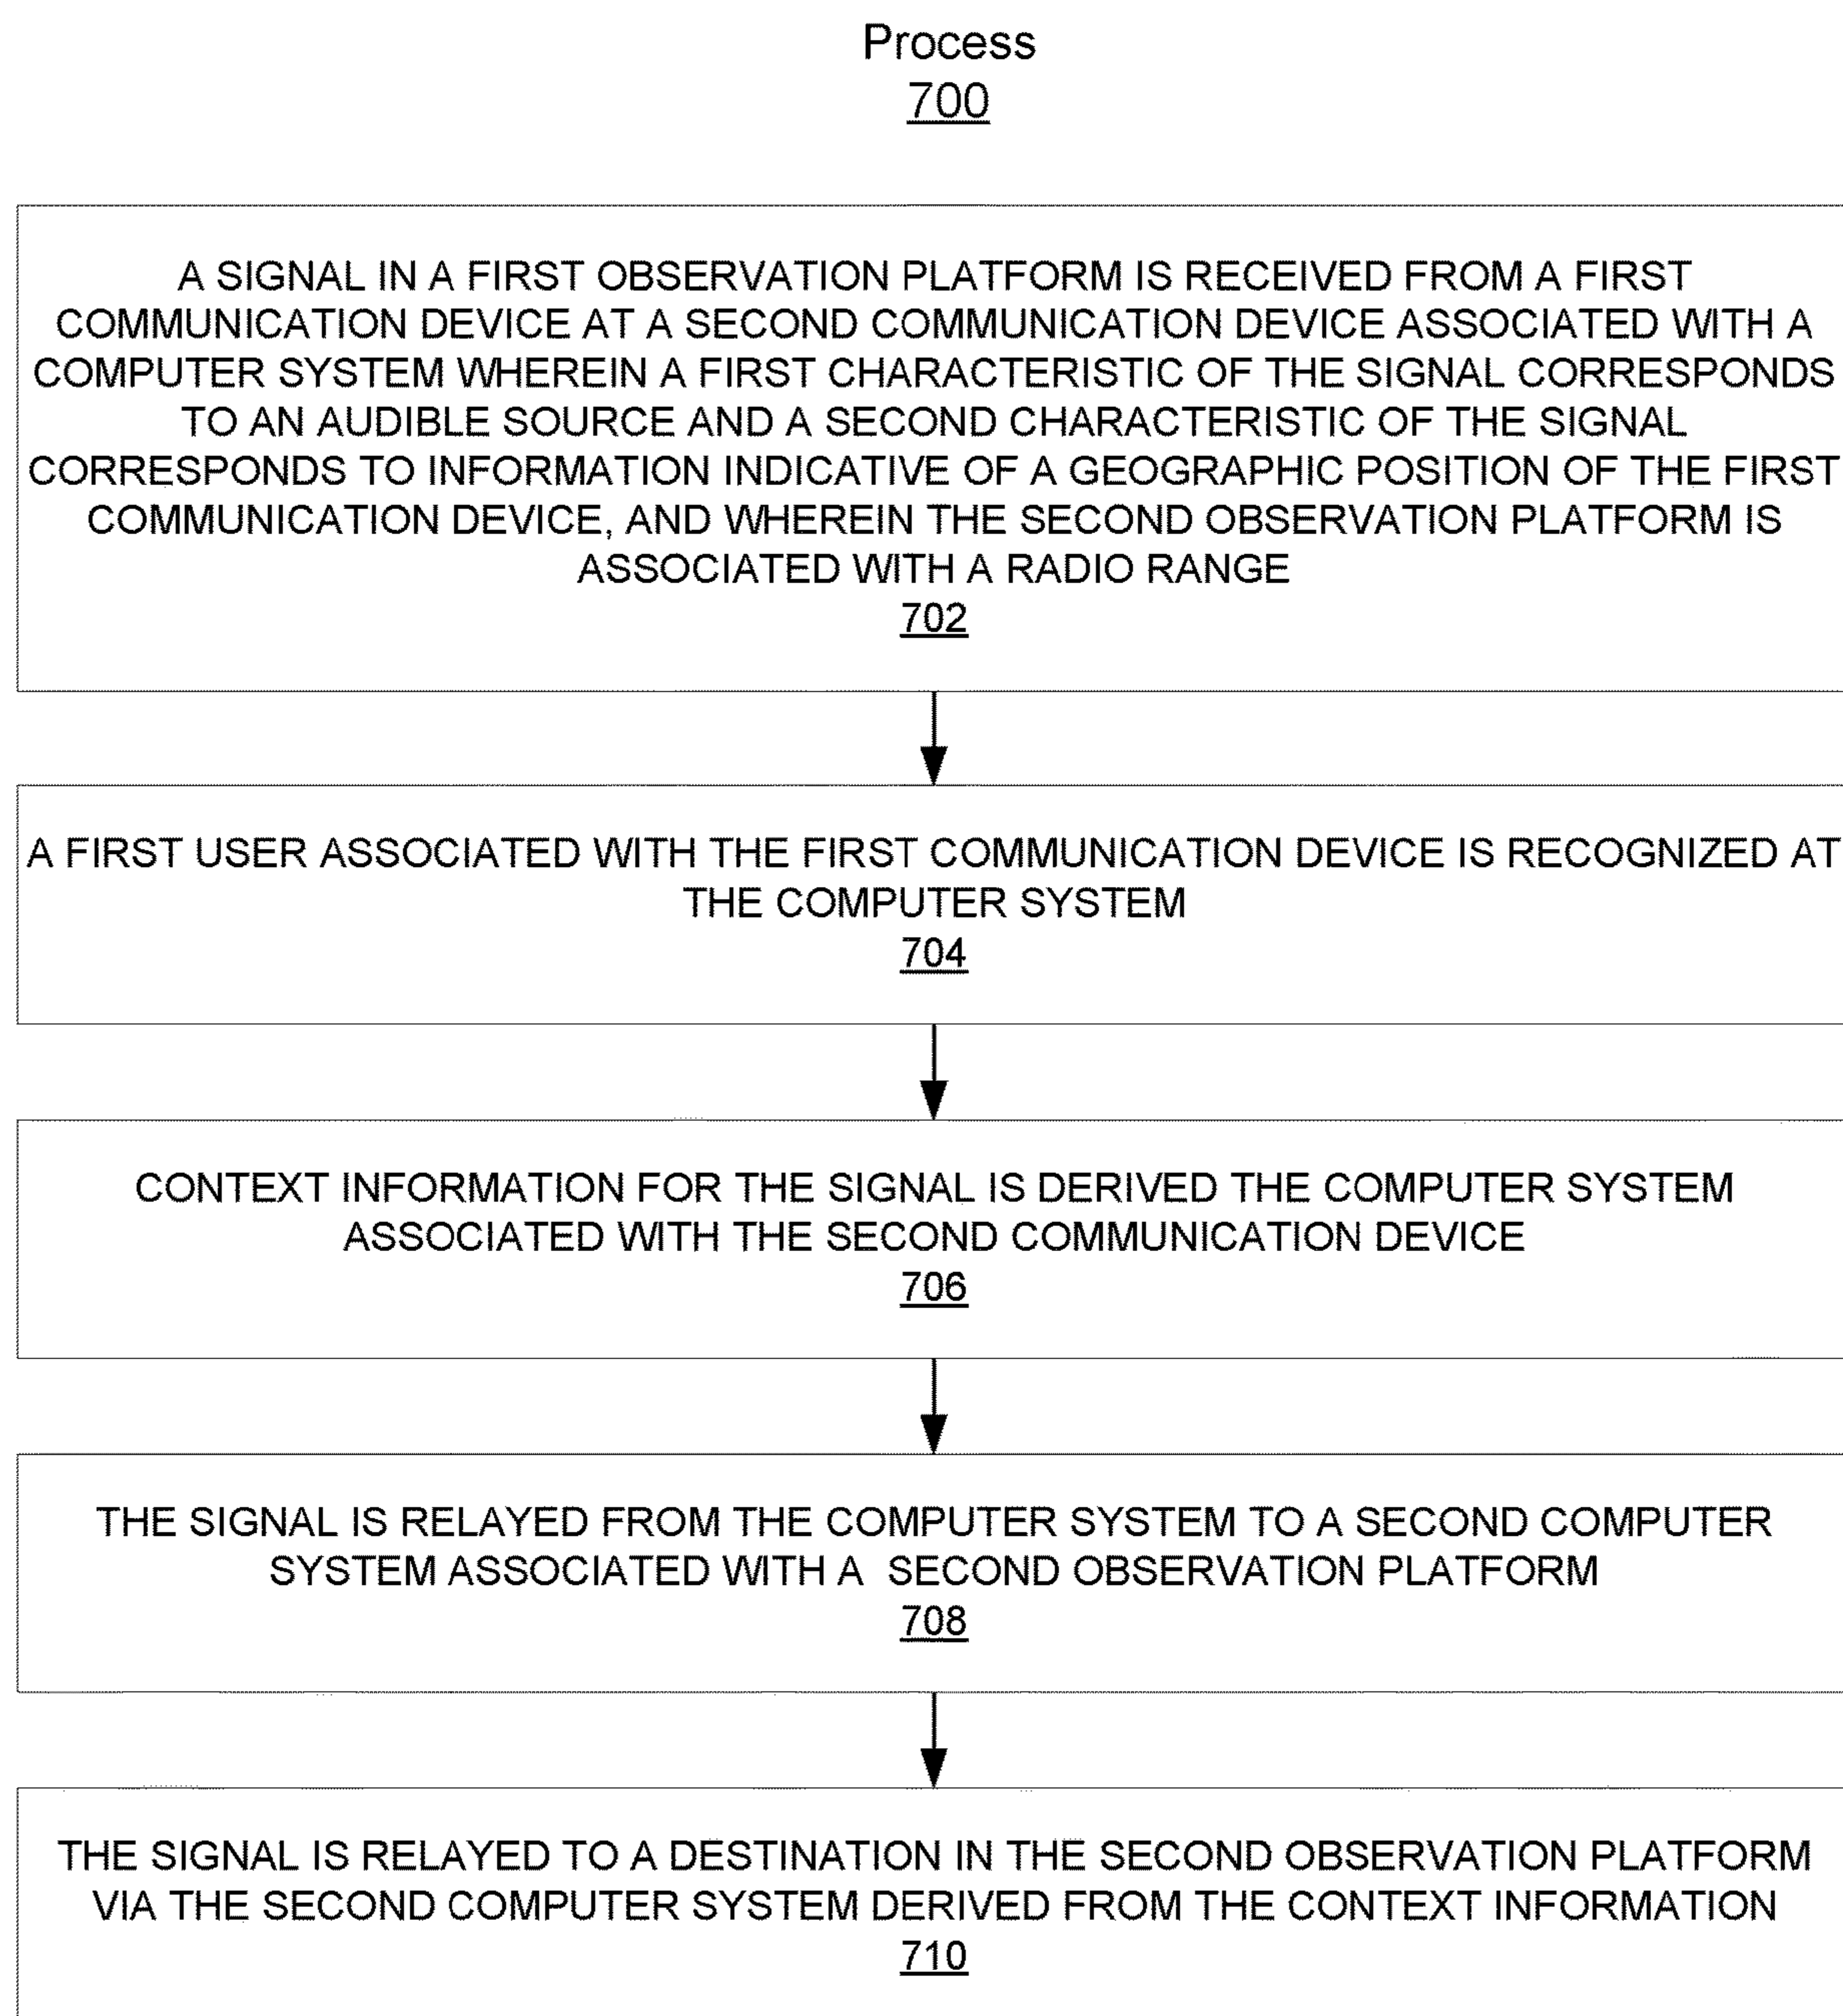 Process
700
A SIGNAL IN A FIRST OBSERVATION PLATFORM IS RECEIVED FROM A FIRST
COMMUNICATION DEVICE AT A SECOND COMMUNICATION DEVICE ASSOCIATED WITH A
COMPUTER SYSTEM WHEREIN A FIRST CHARACTERISTIC OF THE SIGNAL CORRESPONDS
TO AN AUDIBLE SOURCE AND A SECOND CHARACTERISTIC OF THE SIGNAL
CORRESPONDS TO INFORMATION INDICATIVE OF A GEOGRAPHIC POSITION OF THE FIRST
COMMUNICATION DEVICE, AND WHEREIN THE SECOND OBSERVATION PLATFORM IS
ASSOCIATED WITH A RADIO RANGE
702
A FIRST USER ASSOCIATED WITH THE FIRST COMMUNICATION DEVICE IS RECOGNIZED AT
THE COMPUTER SYSTEM
704
CONTEXT INFORMATION FOR THE SIGNAL IS DERIVED THE COMPUTER SYSTEM
ASSOCIATED WITH THE SECOND COMMUNICATION DEVICE
706
THE SIGNAL IS RELAYED FROM THE COMPUTER SYSTEM TO A SECOND COMPUTER
SYSTEM ASSOCIATED WITH A SECOND OBSERVATION PLATFORM
708
THE SIGNAL IS RELAYED TO A DESTINATION IN THE SECOND OBSERVATION PLATFORM
VIA THE SECOND COMPUTER SYSTEM DERIVED FROM THE CONTEXT INFORMATION
710